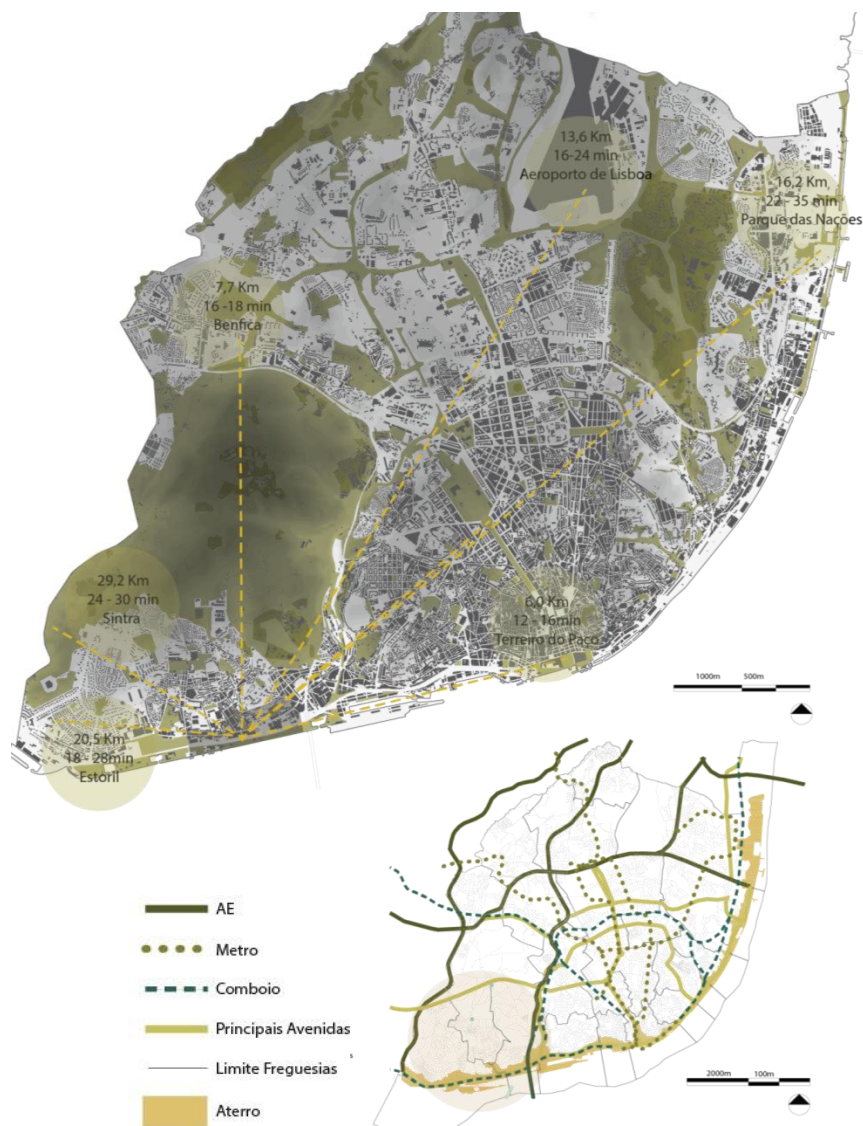 13,6 Km
16-24 min
Aeroporto de Lisboa
16,2 Km
22 - 35 min
Parque das Nações
7,7 Km
16 -18 min
Benfica
29,2 Km
24 - 30 min
Sintra
6,0 Km
12 - 16min
Terreiro do Paço
20,5 Km
18 - 28min
Estoril
1000m 500m
AE
Metro
Comboio
Principais Avenidas
Limite Freguesias s
Aterro
2000m 100m